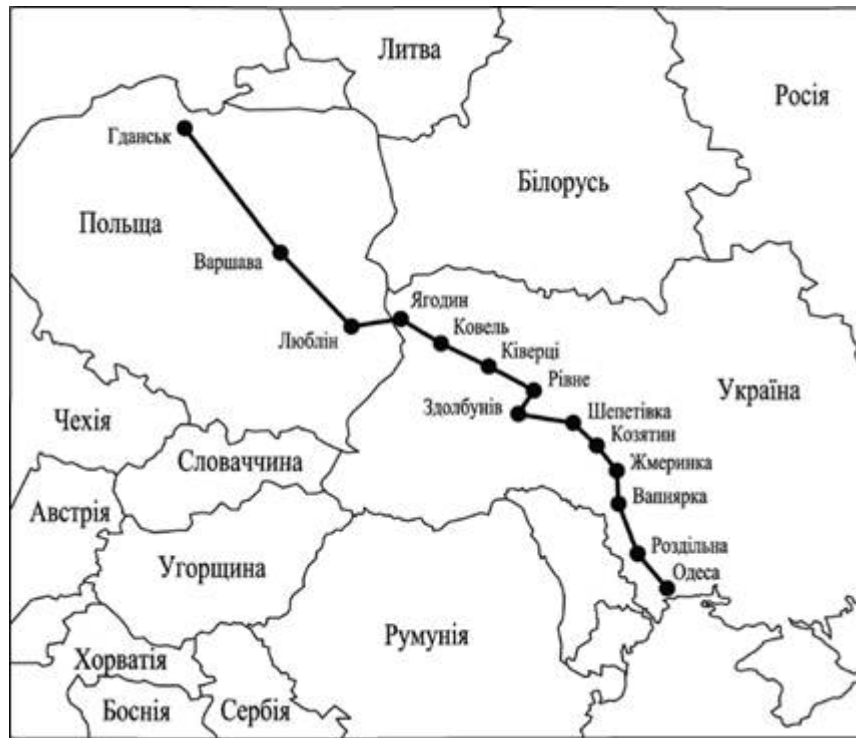 Литва
Росія
Гданськ
Білорусь
Польща
Варшава
Ягодин
Люблін
Ковель
Ківерці
Рівне
Україна
Здолбунів
Шепетівка
Чехія
Козятин
Словаччина
Жмеринка
Австрія
Вапнярка
Роздільна
Угорщина
Одеса
Румунія
Хорватія
Боснія
Сербія